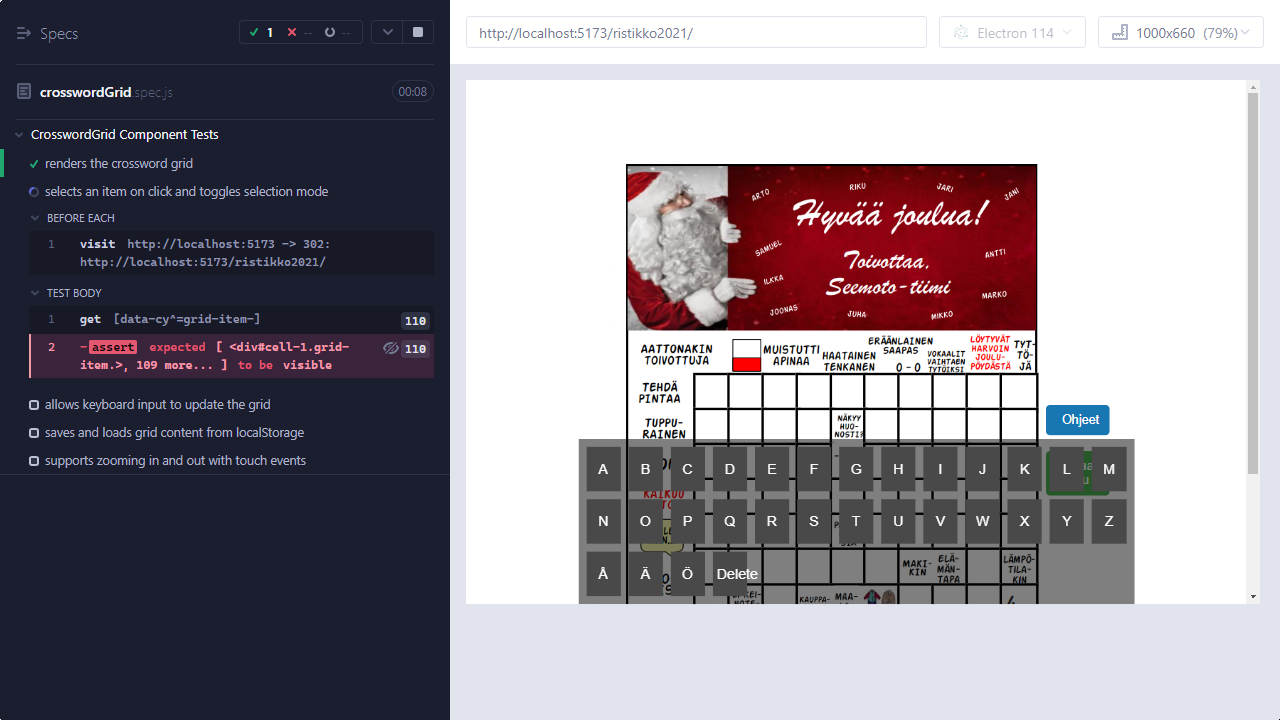 Specs
1
--
--
http://localhost:5173/ristikko2021/
Electron 114
1000x660 (79%)
crosswordGrid.spec.js
00:08
CrosswordGrid Component Tests
renders the crossword grid
selects an item on click and toggles selection mode
BEFORE EACH
1 visit http://localhost:5173 -> 302:
http://localhost:5173/ristikko2021/
TEST BODY
1 get [data-cy^=grid-item-] 110
2 -assert expected [ <div#cell-1.grid-
item.>, 109 more... ] to be visible 110
allows keyboard input to update the grid
saves and loads grid content from localStorage
supports zooming in and out with touch events
ARTO
RIKU
JARI
JANI
Hyvää joulua!
SAMUEL
ANTTI
Toivottaa,
Seemoto-tiimi
ILKKA
MARKO
JOONAS
JUHA
MIKKO
AATTONAKIN
TOIVOTTUJA
MUISTUTTI
APINAA
HAATAINEN
TENKANEN
ERÄÄNLAINEN
SAAPAS
0 - 0
VOKAALIT
VAIHTAEN
TYTÖIKSI
LÖYTYVÄT
HARVOIN
JOULU-
PÖYDÄSTÄ
TYT-
TÖ-
JÄ
TEHDÄ
PINTAA
TUPPU-
RAINEN
NÄKYY
HUO-
NOSTI?
Ohjeet
A B C D E F G H I J K L M
KAIKUU
N O P Q R S T U V W X Y Z
MAKI-
KIN
ELÄ-
MÄN-
TAPA
LÄMPÖ-
TILA-
KIN
Å Ä Ö Delete
KAUPPA-
MAA-